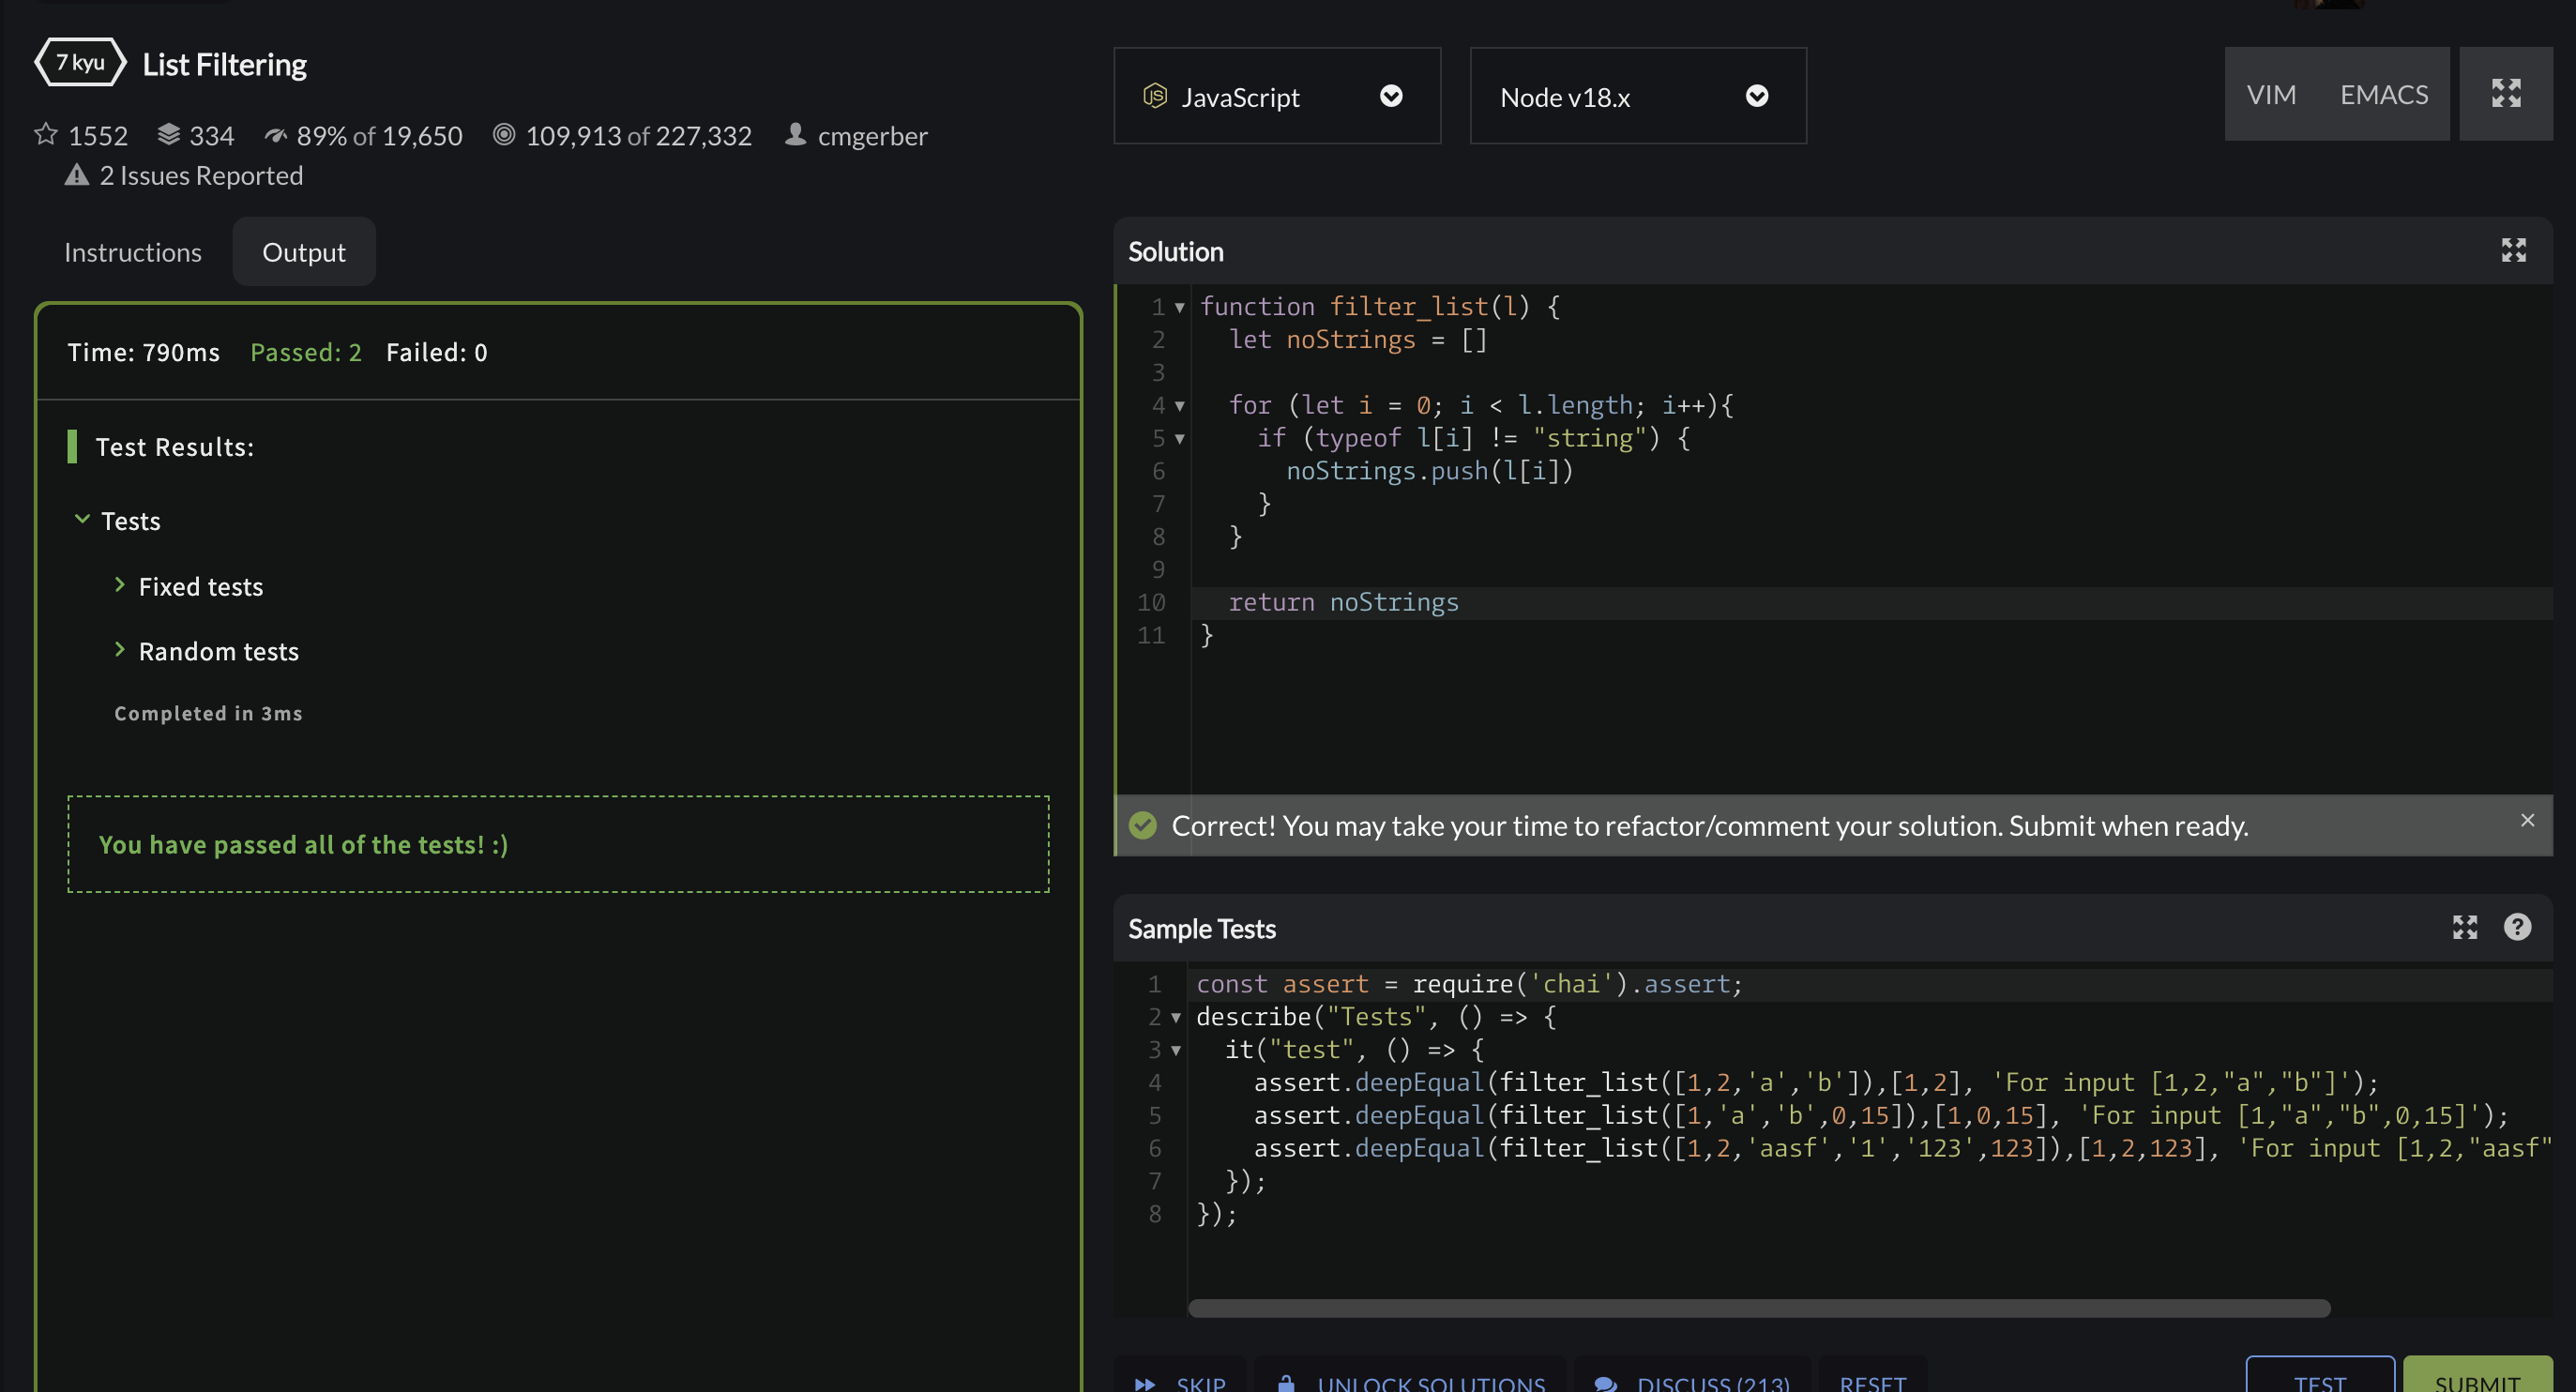 7 kyu List Filtering
1552 334 89% of 19,650 109,913 of 227,332 cmgerber
2 Issues Reported
Instructions Output
Time: 790ms Passed: 2 Failed: 0
Test Results:
Tests
Fixed tests
Random tests
Completed in 3ms
You have passed all of the tests! :)
JS JavaScript
Node v18.x
VIM EMACS
Solution
1 function filter_list(l) {
2 let noStrings = []
3
4 for (let i = 0; i < l.length; i++){
5 if (typeof l[i] != "string") {
6 noStrings.push(l[i])
7 }
8 }
9
10 return noStrings
11 }
Correct! You may take your time to refactor/comment your solution. Submit when ready. ×
Sample Tests ?
1 const assert = require('chai').assert;
2 describe("Tests", () => {
3 it("test", () => {
4 assert.deepEqual(filter_list([1,2,'a','b']),[1,2], 'For input [1,2,"a","b"]');
5 assert.deepEqual(filter_list([1,'a','b',0,15]),[1,0,15], 'For input [1,"a","b",0,15]');
6 assert.deepEqual(filter_list([1,2,'aasf','1','123',123]),[1,2,123], 'For input [1,2,"aasf"
7 });
8 });
SKIP UNLOCK SOLUTIONS DISCUSS (213) RESET TEST SUBMIT